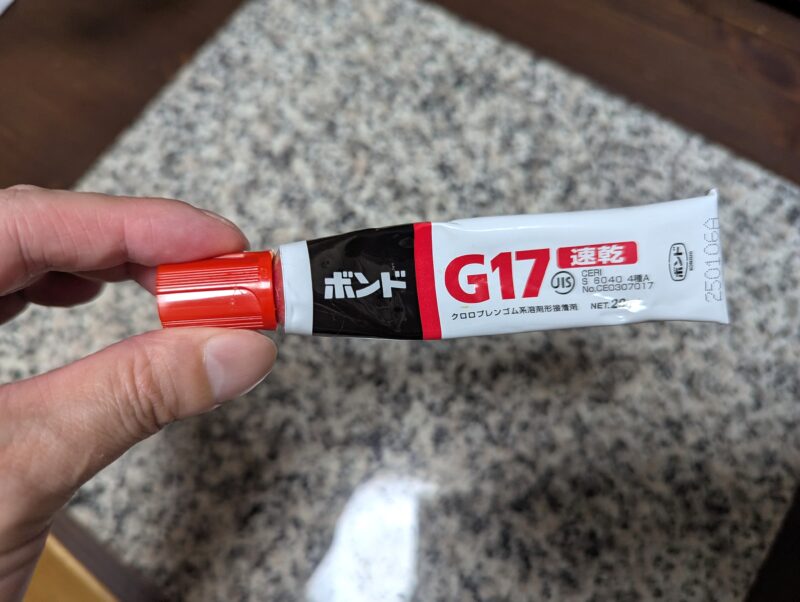 ボンド
G17 速乾
JIS
CERI
S 6040 4種A
No.CE0307017
クロロプレンゴム系溶剤形接着剤
NET.20
ボンド
KONISHI
250106A